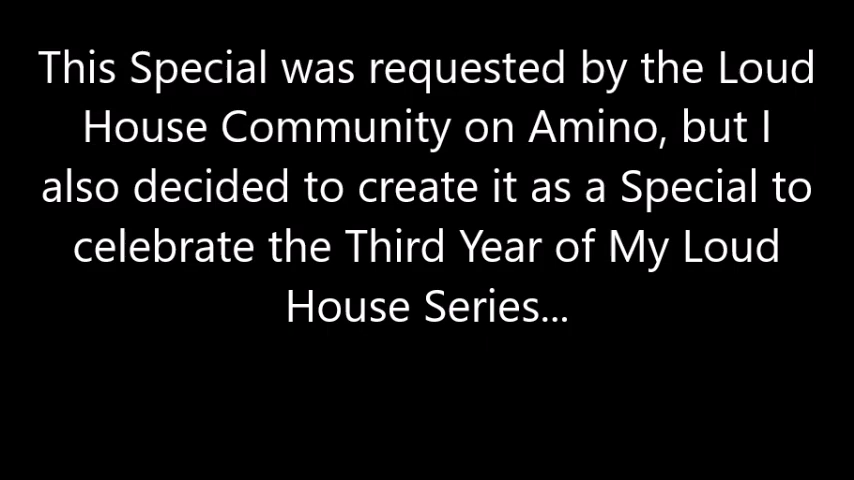 This Special was requested by the Loud
House Community on Amino, but I
also decided to create it as a Special to
celebrate the Third Year of My Loud
House Series...